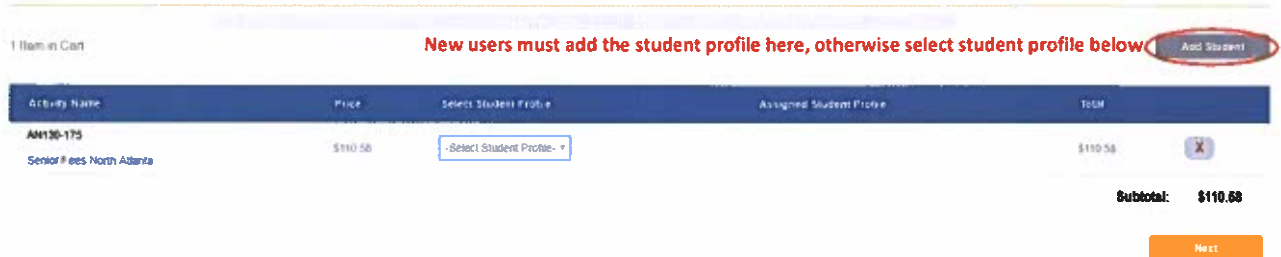 1 Item in Cart
New users must add the student profile here, otherwise select student profile below
Add Student
Activity Name Price Select Student Profile Assigned Student Profile Total
AN130-175
Senior Fees North Atlanta $110.58 -Select Student Profile- $110.58 X
Subtotal: $110.58
Next